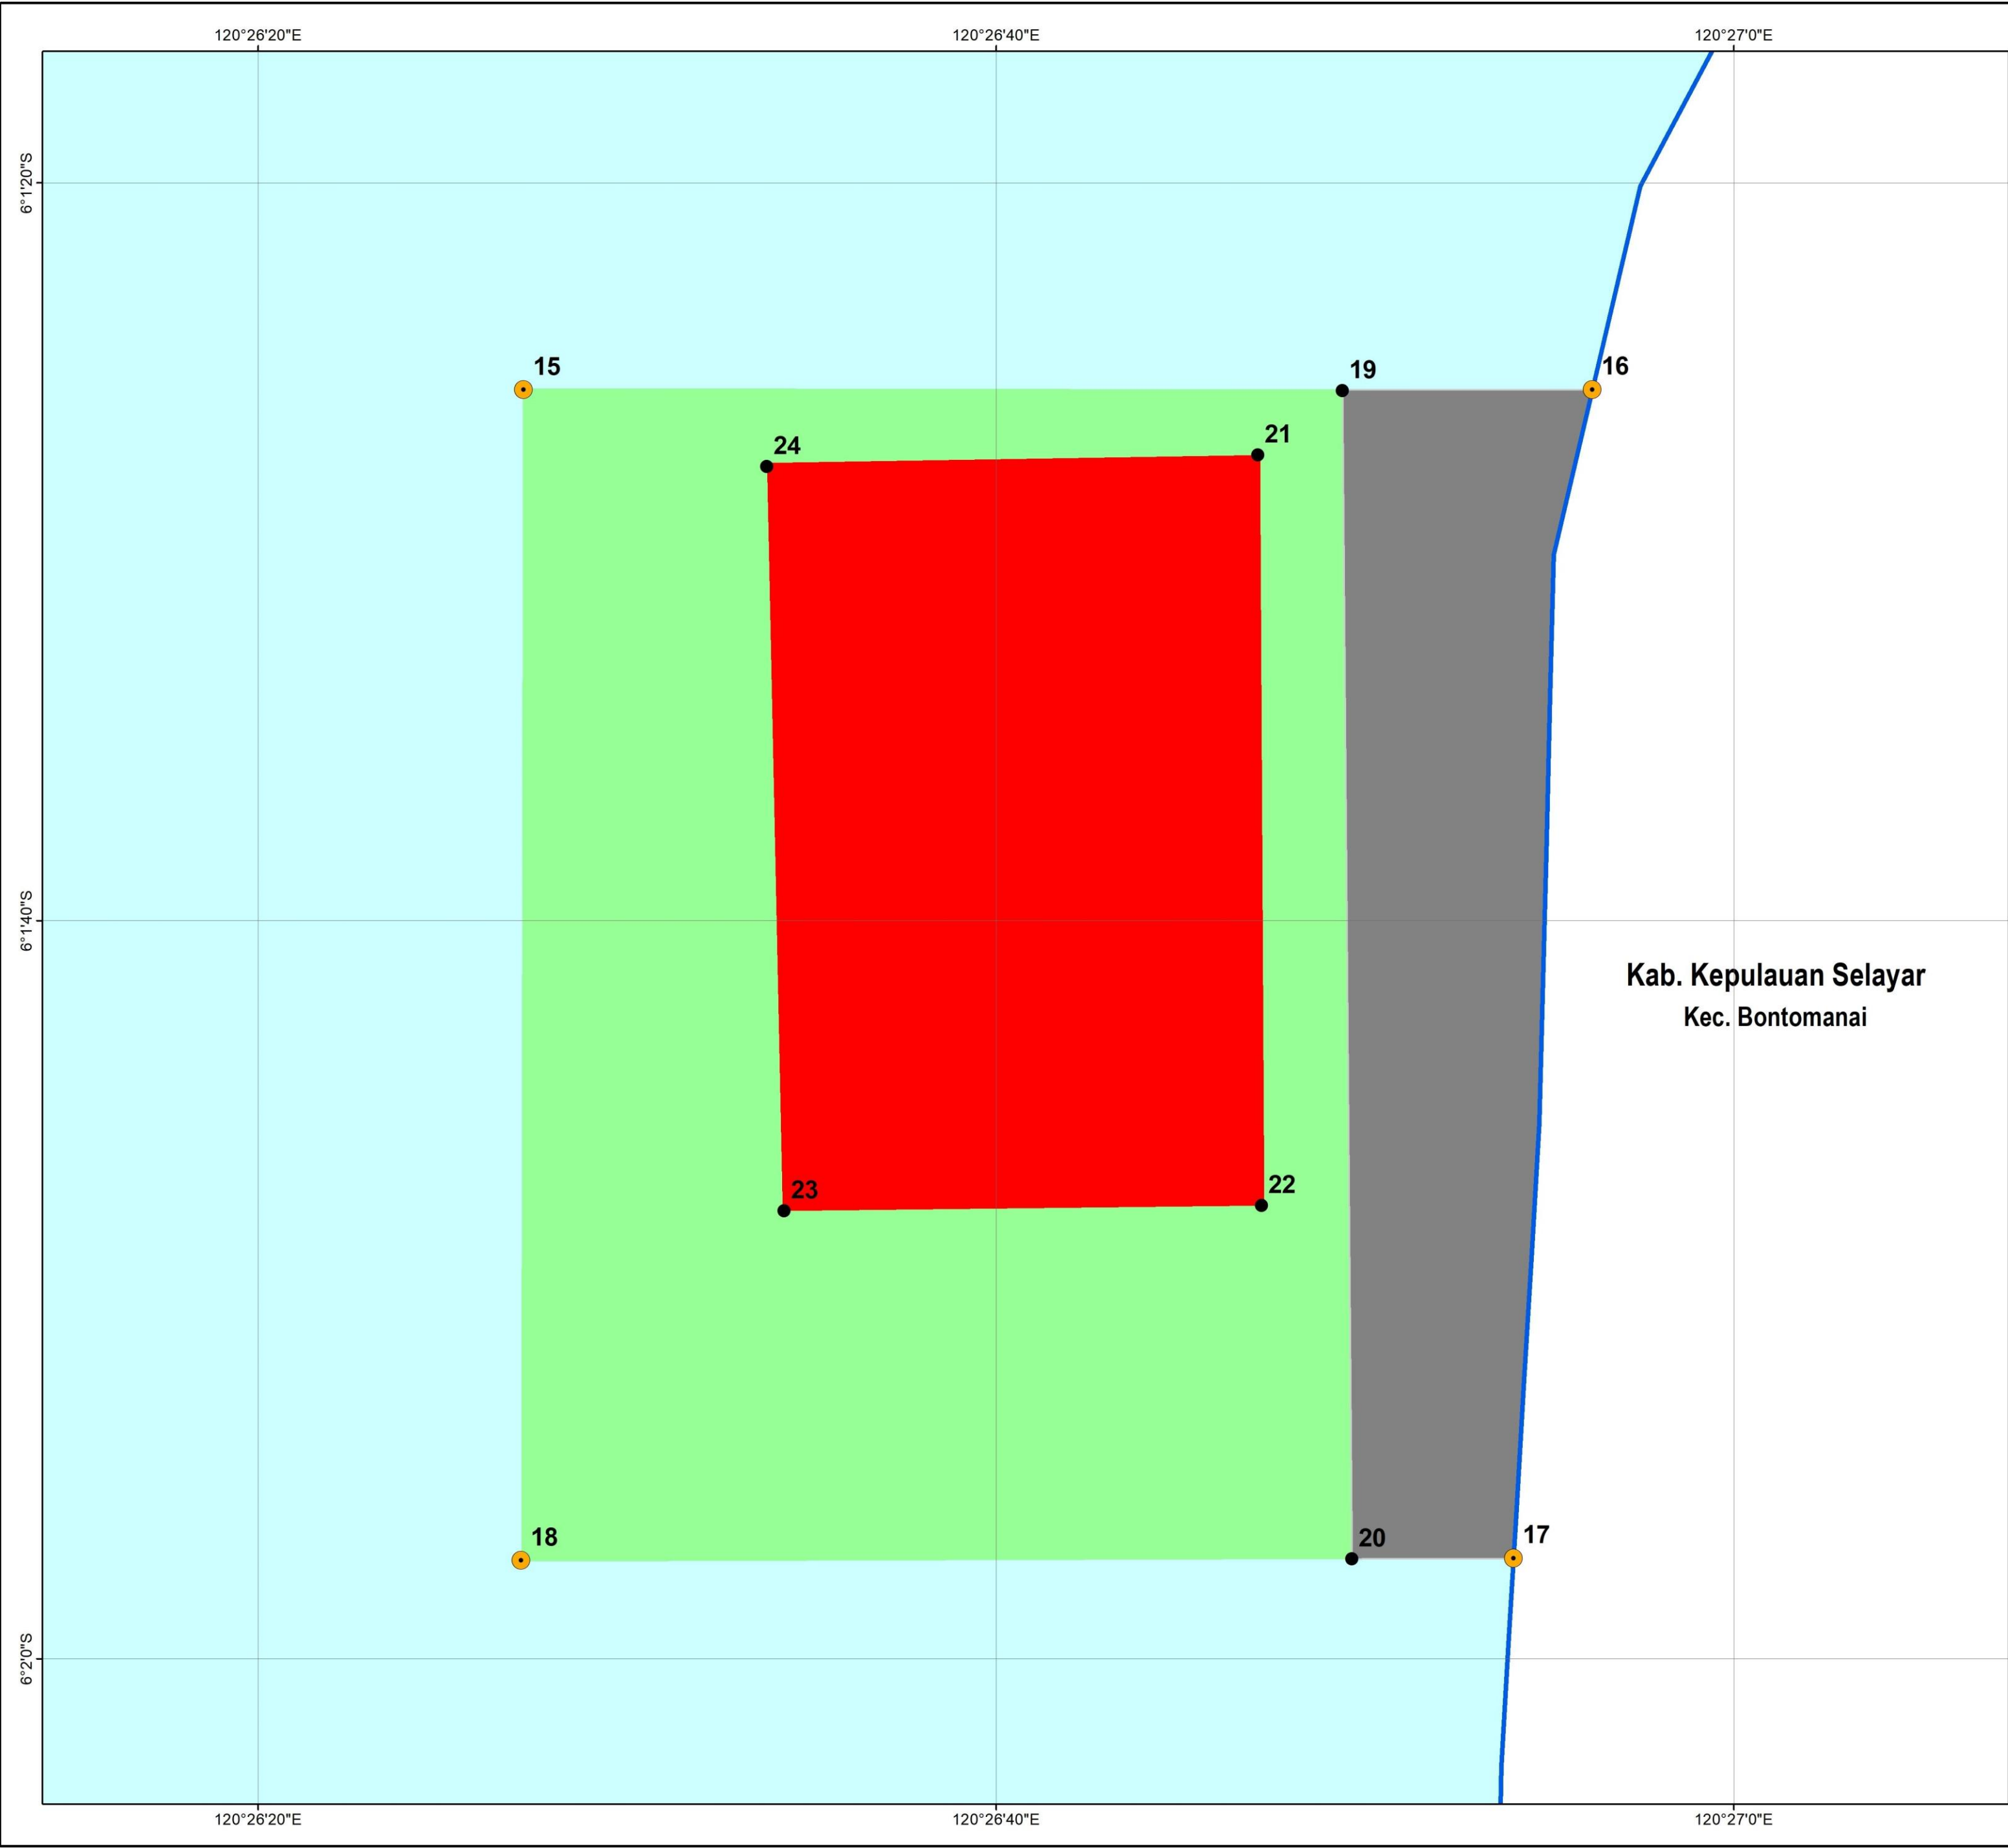 120°26'20"E
120°26'40"E
120°27'0"E
6°1'20"S
15
19
16
24
21
6°1'40"S
Kab. Kepulauan Selayar
Kec. Bontomanai
23
22
18
20
17
6°2'0"S
120°26'20"E
120°26'40"E
120°27'0"E